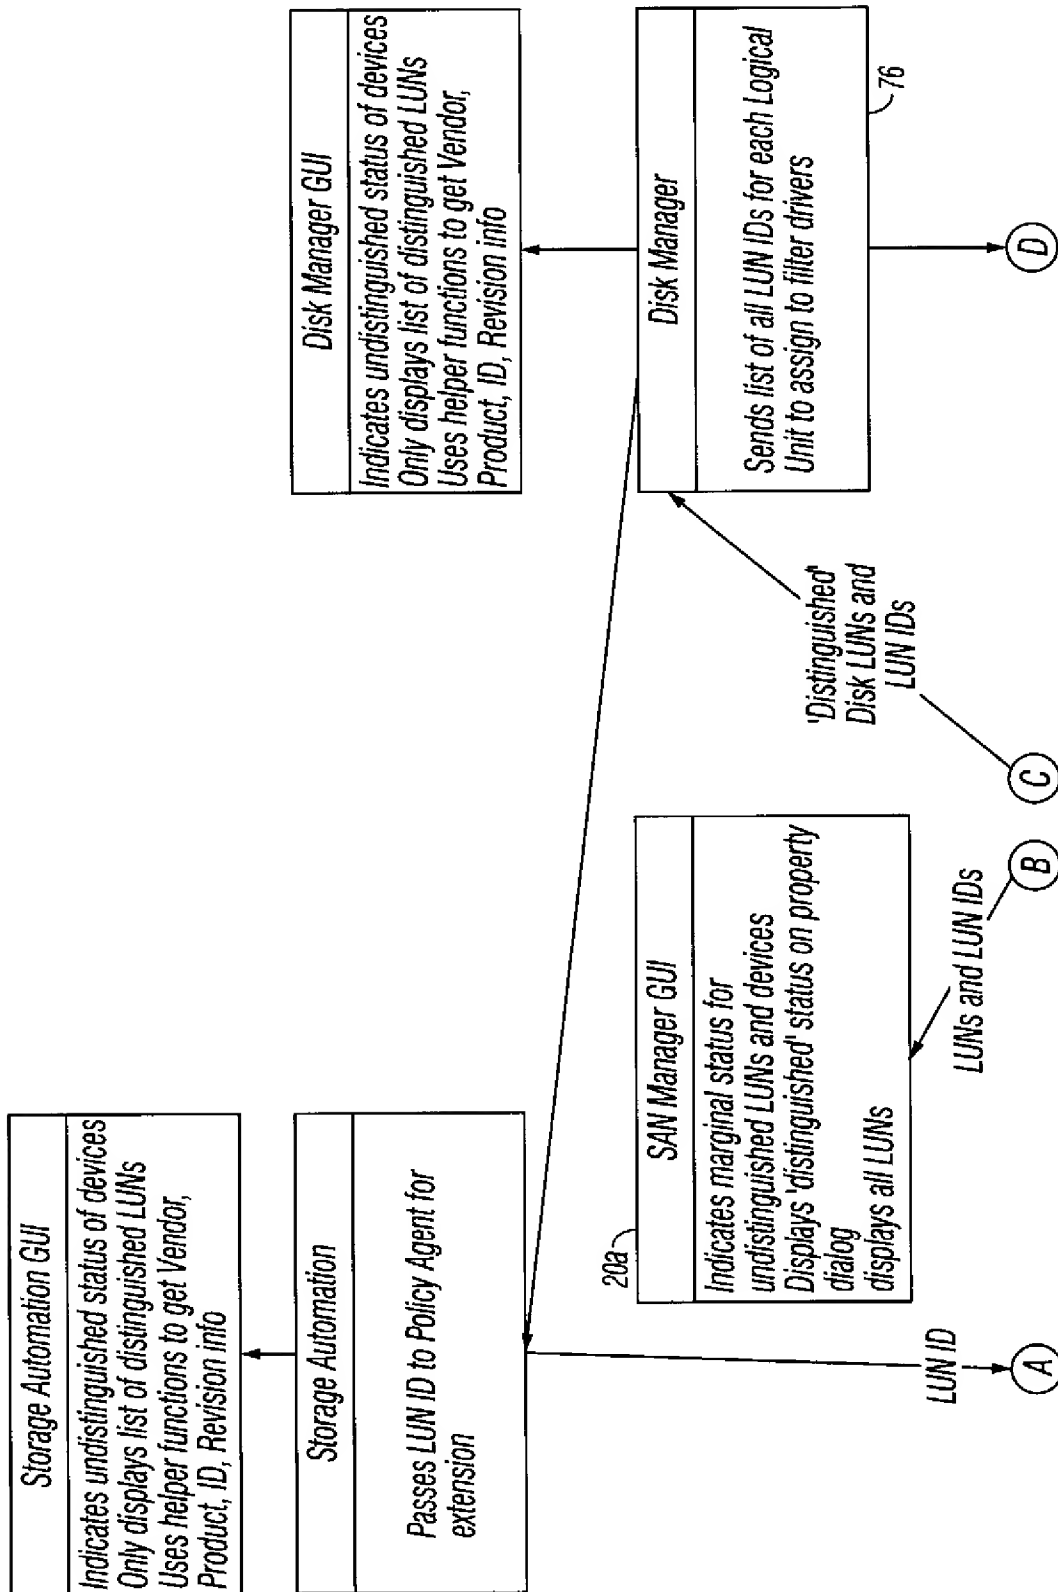 Storage Automation GUI
Indicates undistinguished status of devices
Only displays list of distinguished LUNs
Uses helper functions to get Vendor,
Product, ID, Revision info
Disk Manager GUI
Indicates undistinguished status of devices
Only displays list of distinguished LUNs
Uses helper functions to get Vendor,
Product, ID, Revision info
Storage Automation
Passes LUN ID to Policy Agent for
extension
20a
SAN Manager GUI
Indicates marginal status for
undistinguished LUNs and devices
Displays 'distinguished' status on property
dialog
displays all LUNs
Disk Manager
Sends list of all LUN IDs for each Logical
Unit to assign to filter drivers
76
'Distinguished'
Disk LUNs and
LUN IDs
LUN ID
LUNs and LUN IDs
A
B
C
D